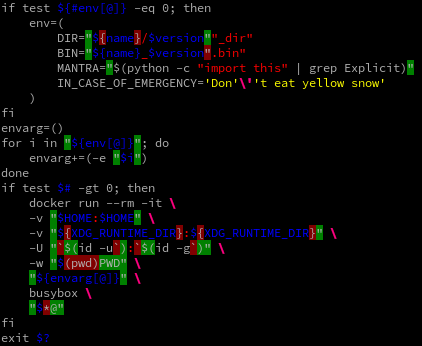 if test ${#env[@]} -eq 0; then
env=(
DIR="${name}/$version""_dir"
BIN="${name}_$version".bin"
MANTRA="$(python -c "import this" | grep Explicit)"
IN_CASE_OF_EMERGENCY='Don'\''t eat yellow snow'
)
fi
envarg=()
for i in "${env[@]}"; do
envarg+=(-e "$i")
done
if test $# -gt 0; then
docker run --rm -it \
-v "$HOME:$HOME" \
-v "${XDG_RUNTIME_DIR}:${XDG_RUNTIME_DIR}" \
-U "`$(id -u`):`$(id -g`)" \
-w "$(pwd)PWD" \
"${envarg[@]}" \
busybox \
"$*@"
fi
exit $?